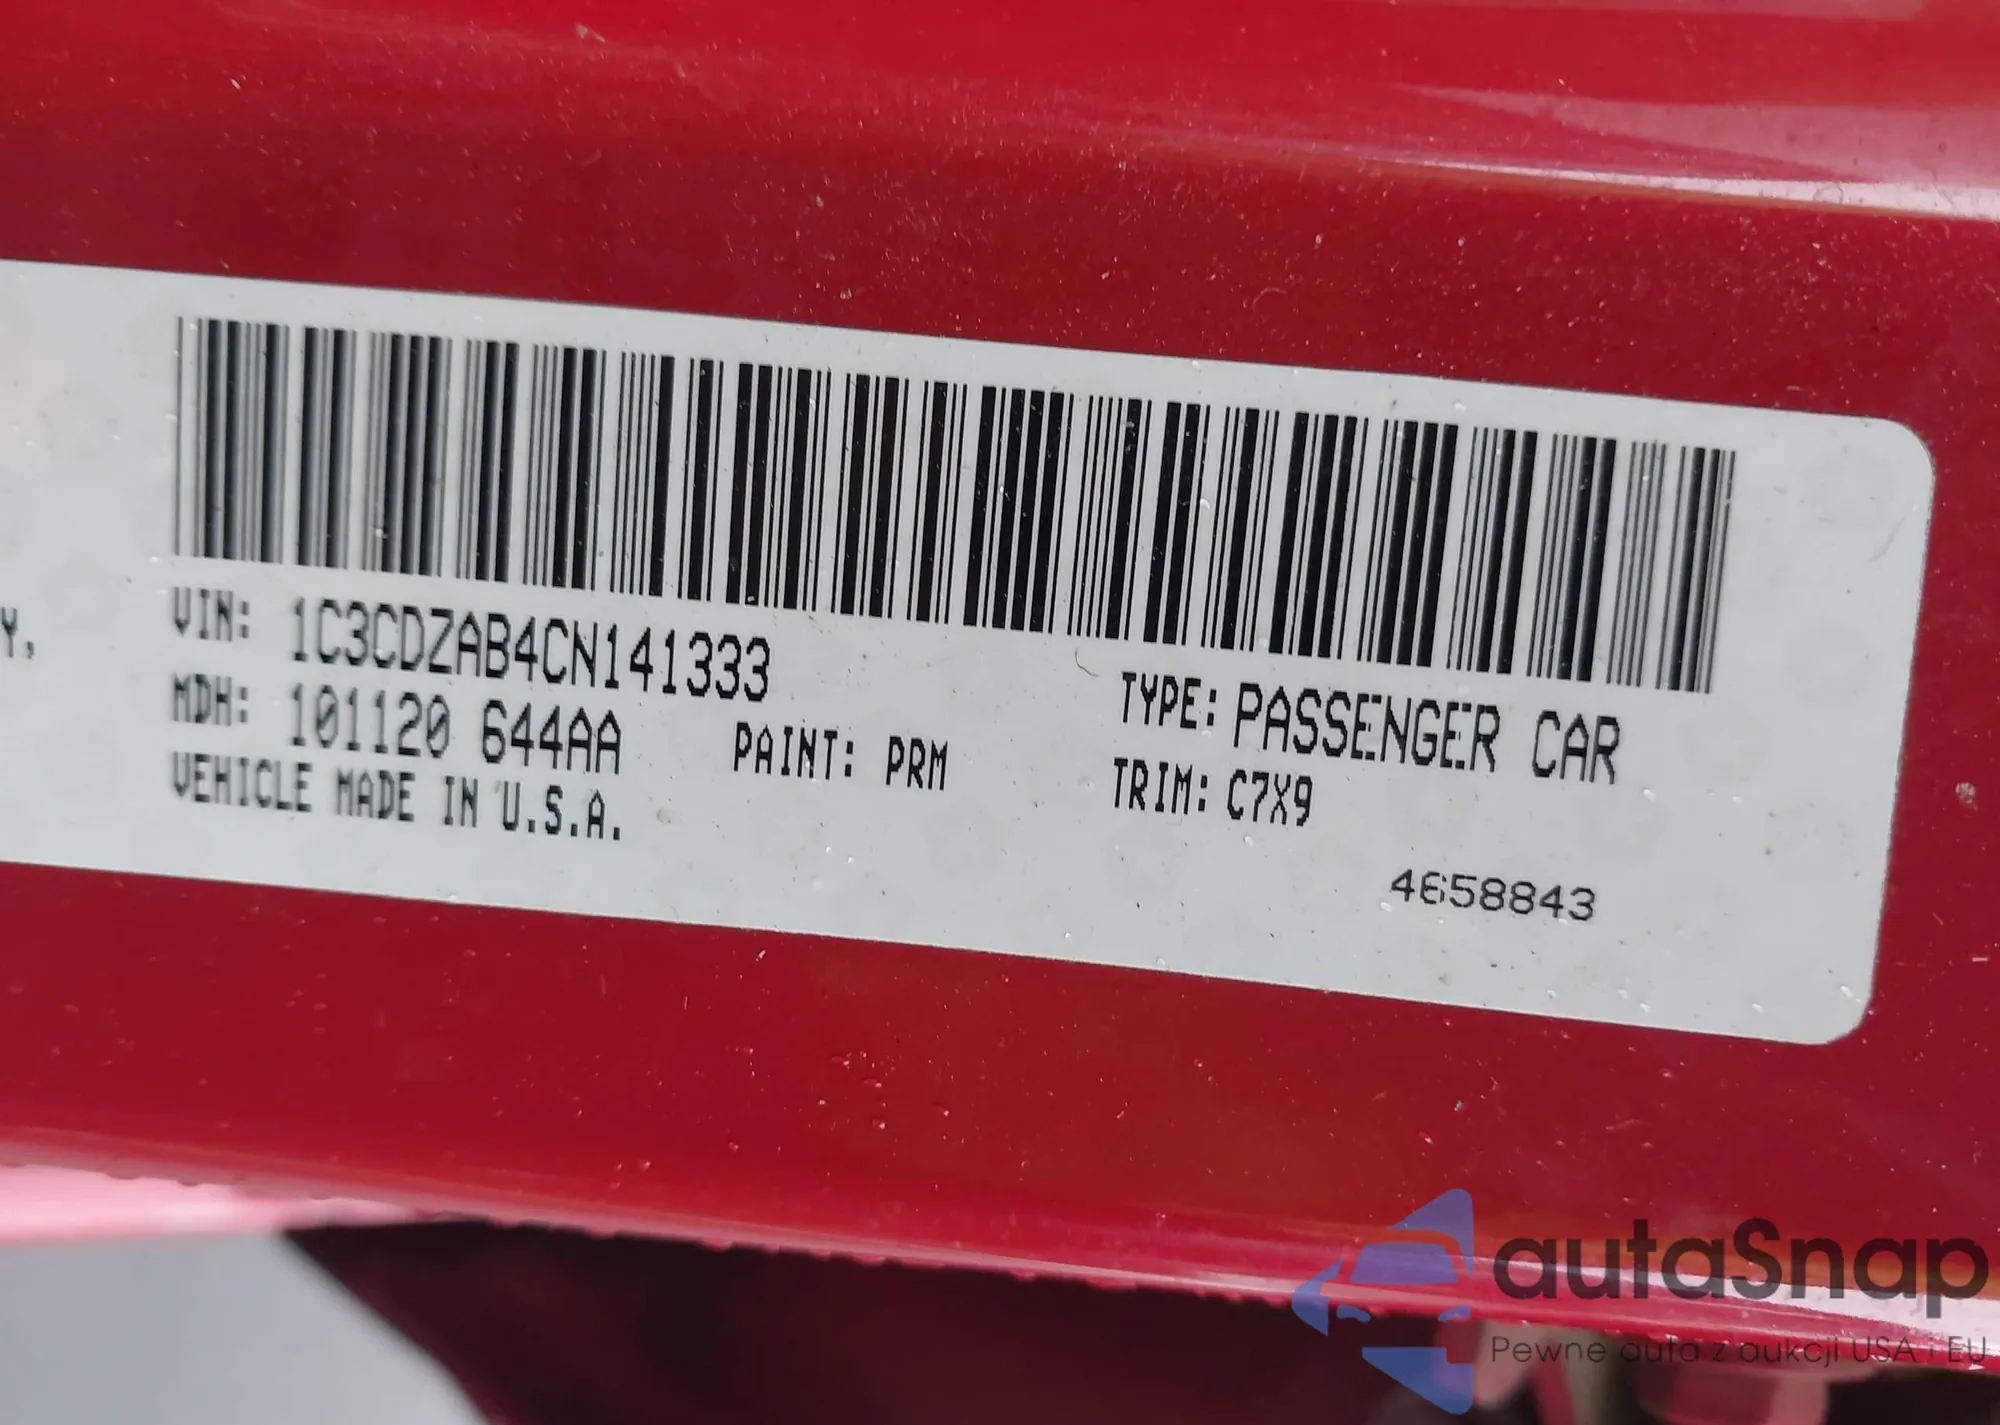 Y,
VIN: 1C3CDZAB4CN141333
MDH: 101120 644AA
PAINT: PRM
VEHICLE MADE IN U.S.A.
TYPE: PASSENGER CAR
TRIM: C7X9
4658843
autaSnap
Pewne auta z aukcji USA i EU